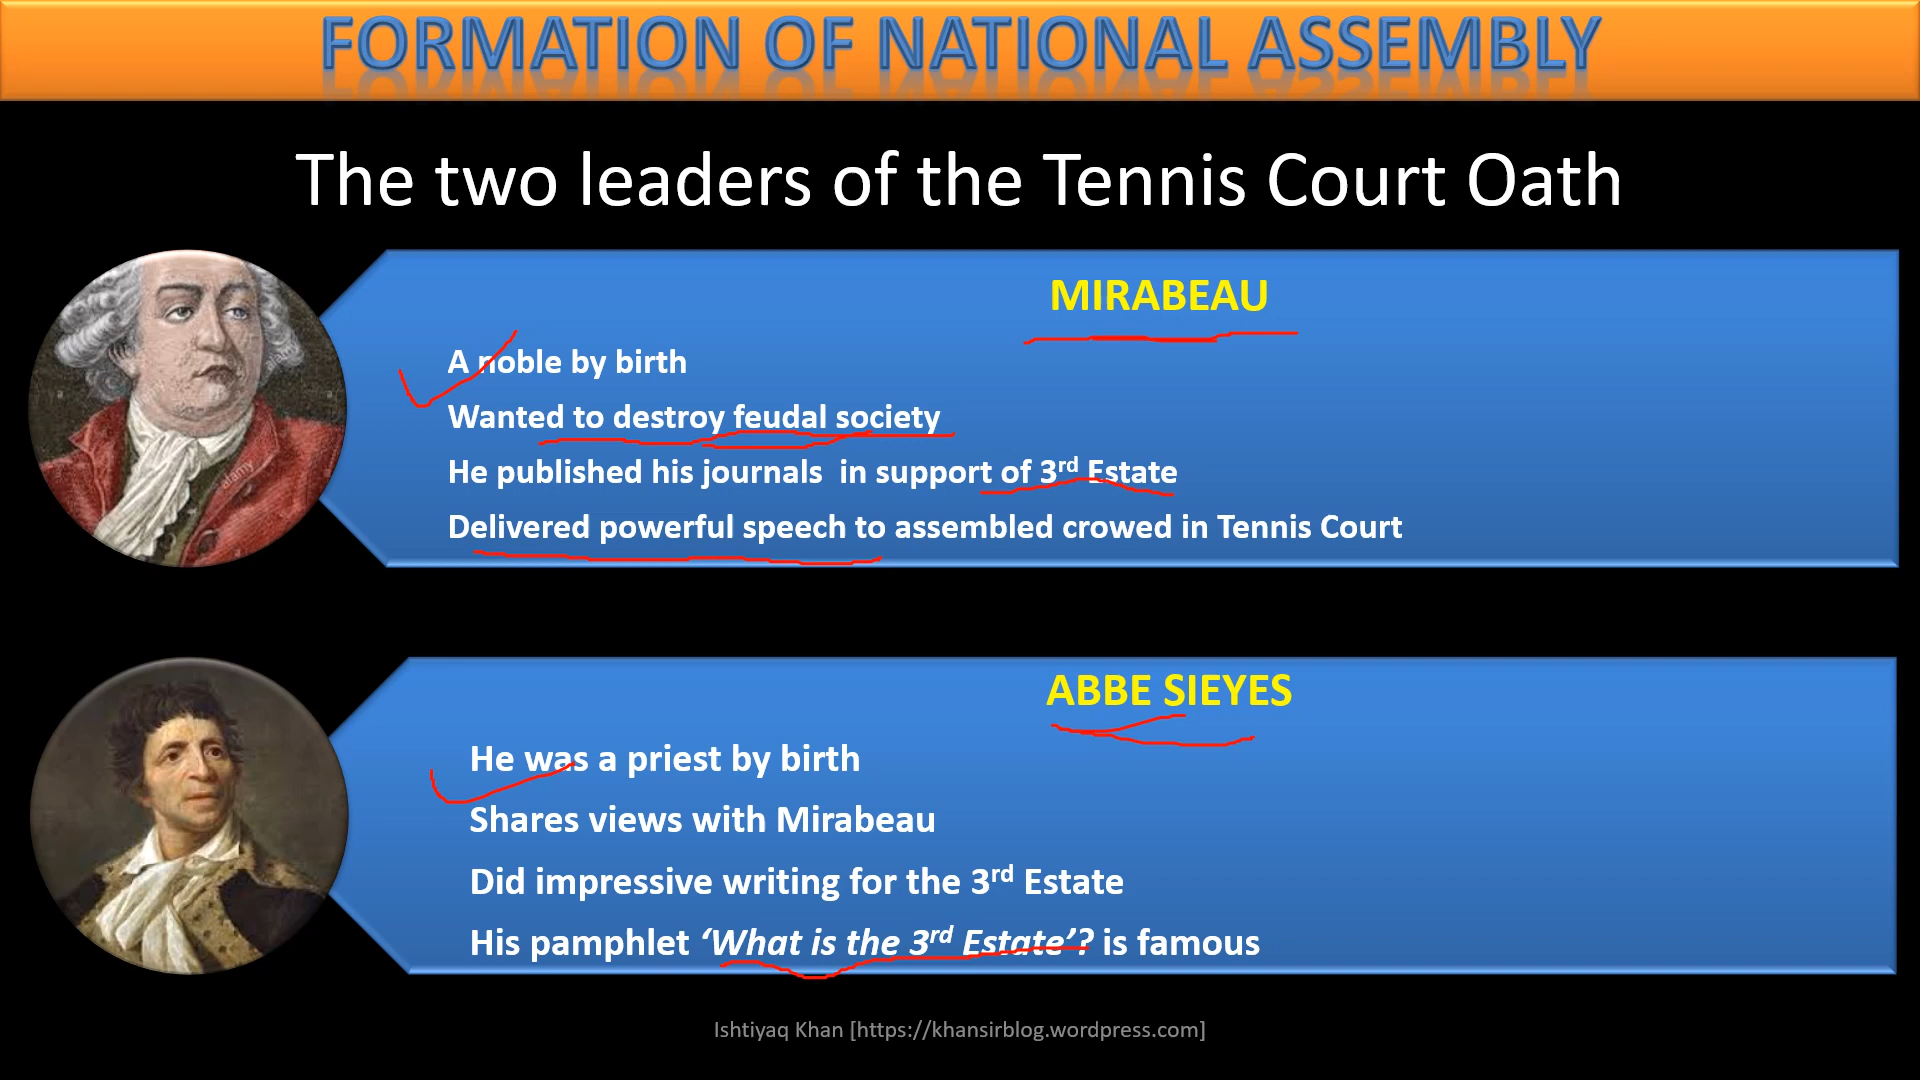 FORMATION OF NATIONAL ASSEMBLY
The two leaders of the Tennis Court Oath
MIRABEAU
A noble by birth
Wanted to destroy feudal society
He published his journals in support of 3rd Estate
Delivered powerful speech to assembled crowed in Tennis Court
alamy
alamy
ABBE SIEYES
He was a priest by birth
Shares views with Mirabeau
Did impressive writing for the 3rd Estate
His pamphlet ‘What is the 3rd Estate’? is famous
Ishtiyaq Khan [https://khansirblog.wordpress.com]